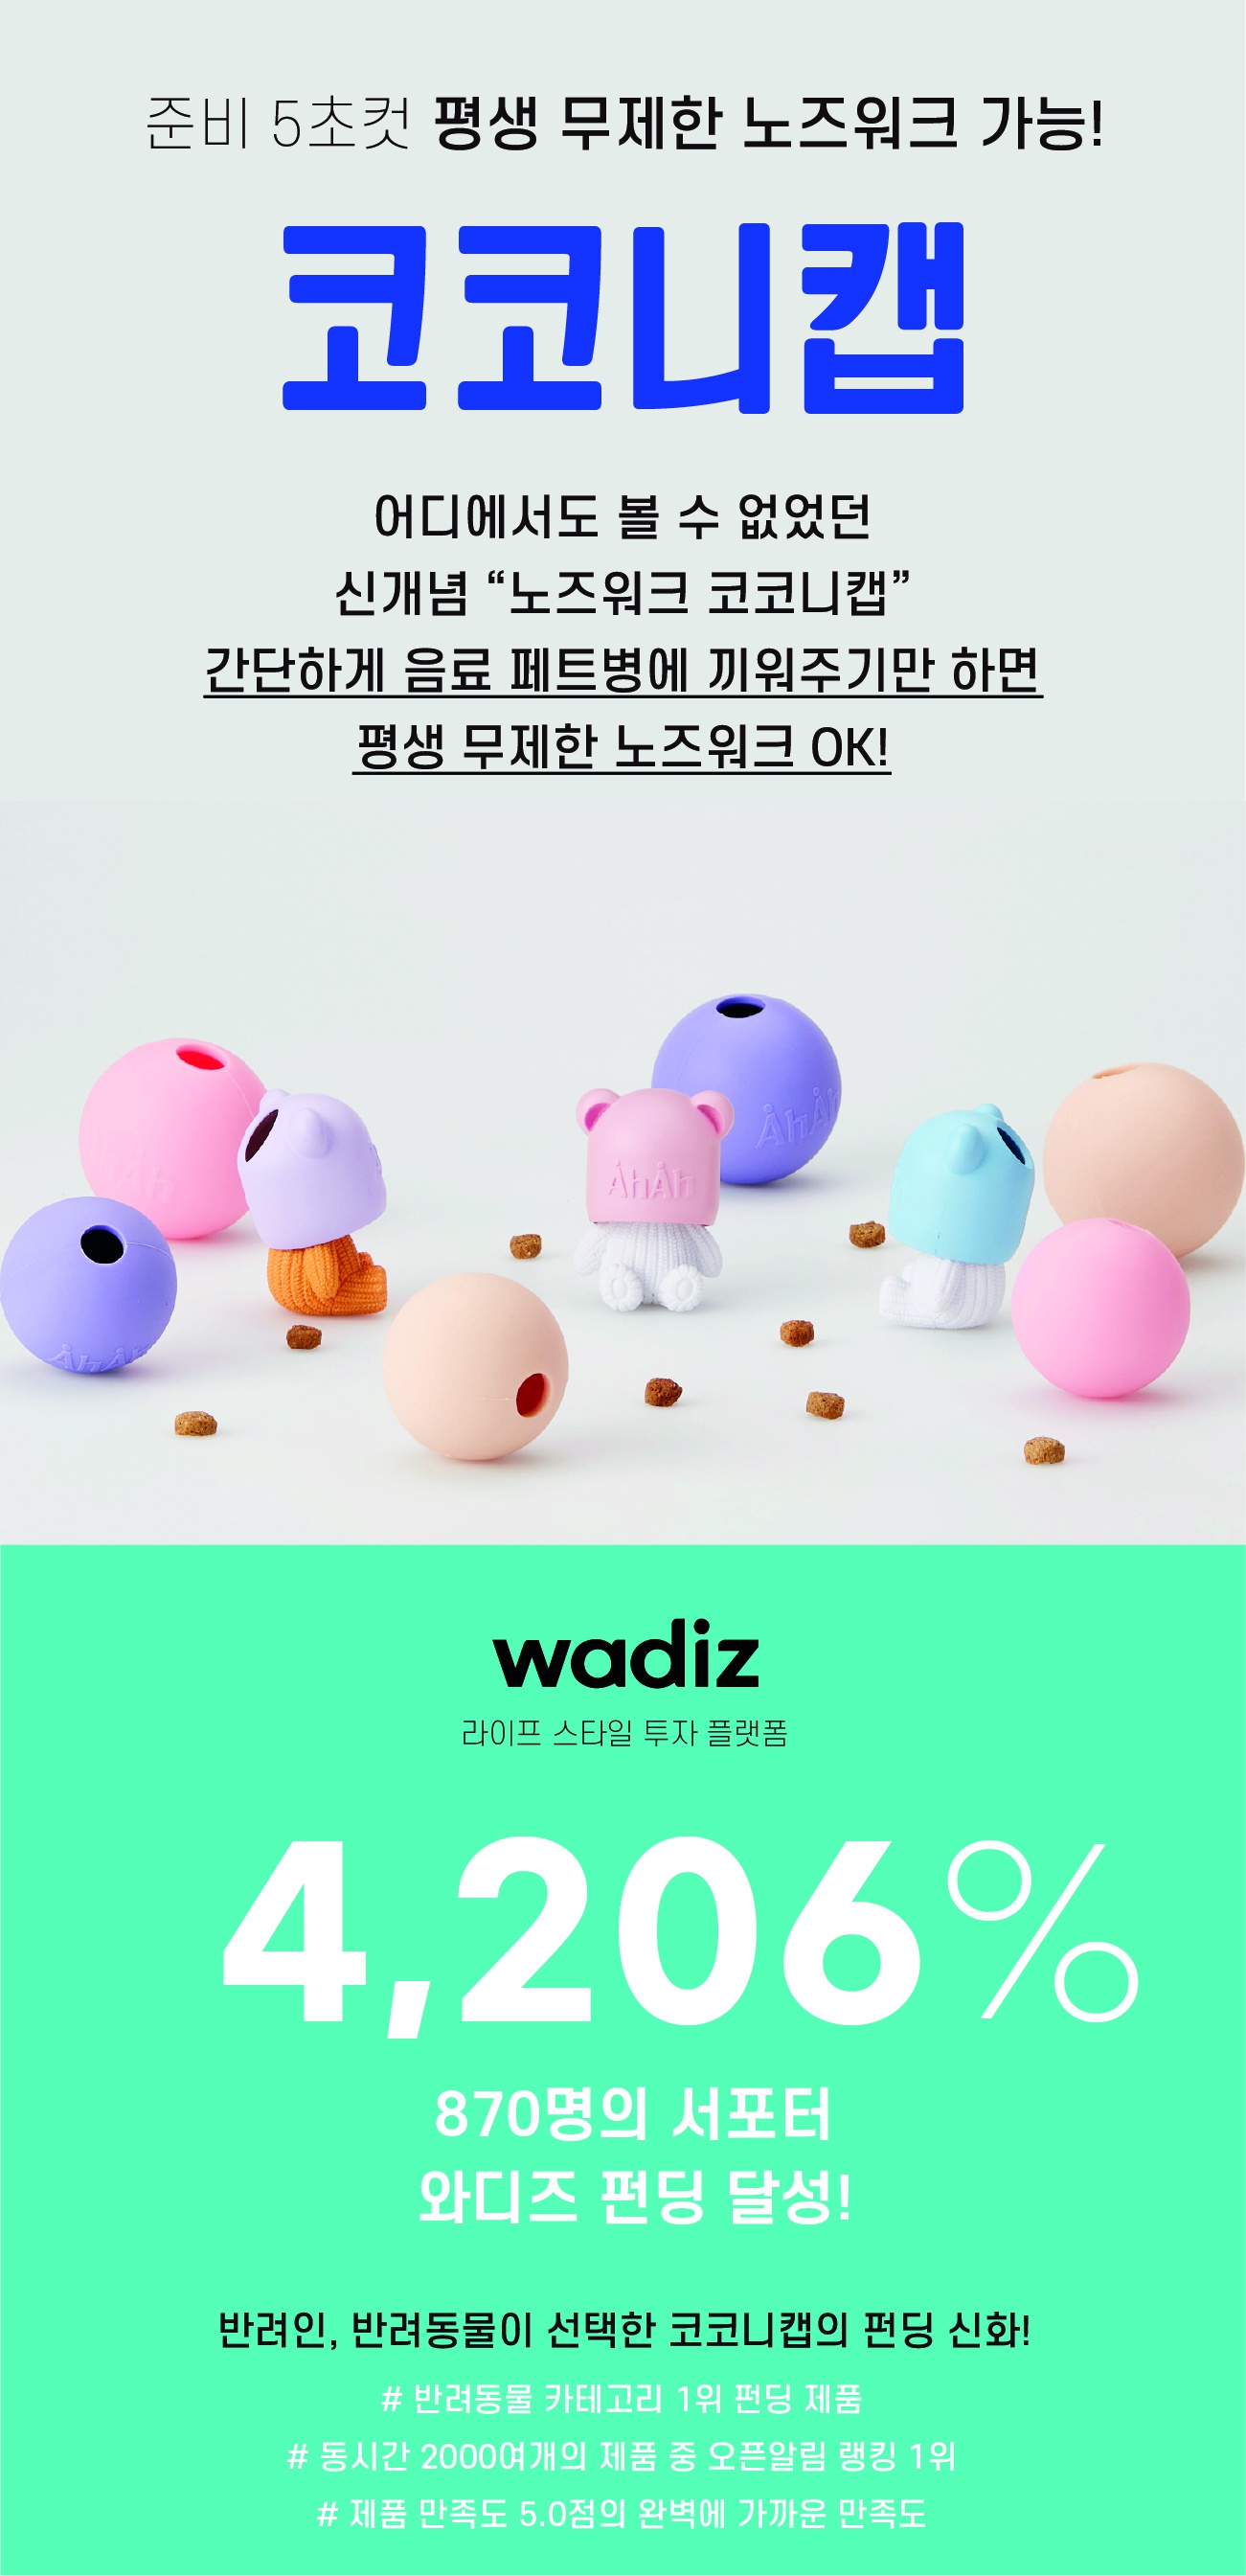 준비 5초컷 평생 무제한 노즈워크 가능!
코코니캡
어디에서도 볼 수 없었던
신개념 “노즈워크 코코니캡”
간단하게 음료 페트병에 끼워주기만 하면
평생 무제한 노즈워크 OK!
ÅhÅh
ÅhÅh
ÅhÅh
ÅhÅh
wadiz
라이프 스타일 투자 플랫폼
4,206%
870명의 서포터
와디즈 펀딩 달성!
반려인, 반려동물이 선택한 코코니캡의 펀딩 신화!
# 반려동물 카테고리 1위 펀딩 제품
# 동시간 2000여개의 제품 중 오픈알림 랭킹 1위
# 제품 만족도 5.0점의 완벽에 가까운 만족도